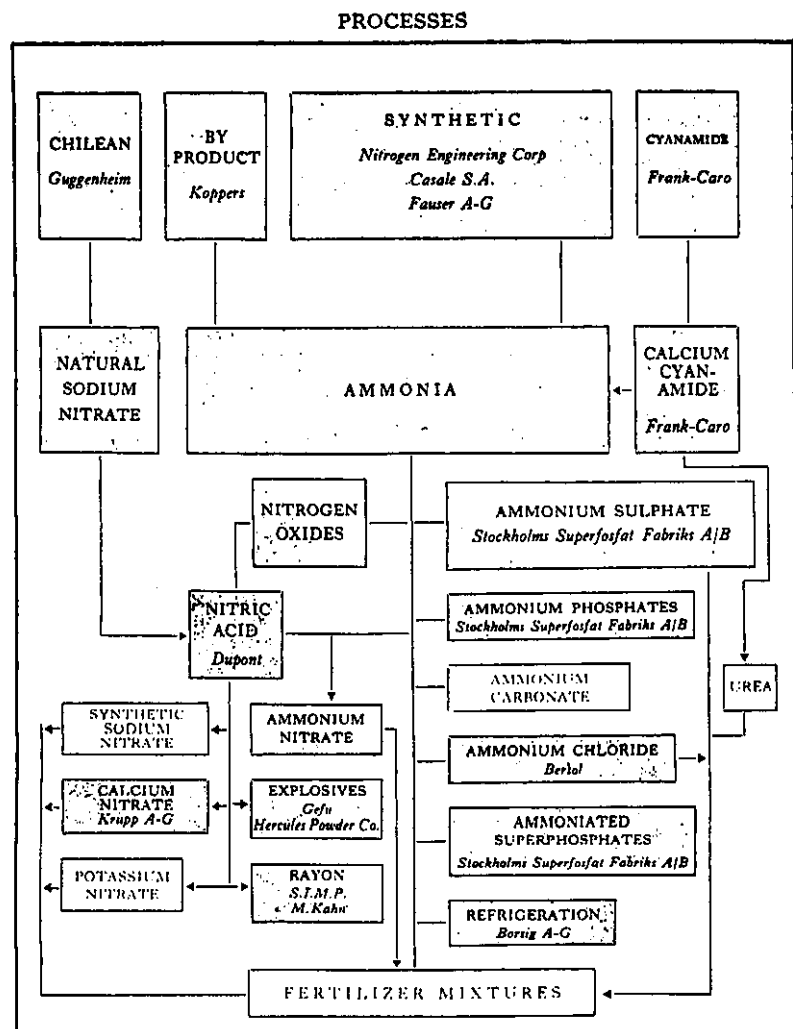 PROCESSES
CHILEAN
Guggenheim
BY
PRODUCT
Koppers
SYNTHETIC
Nitrogen Engineering Corp
Casale S.A.
Fauser A-G
CYANAMIDE
Frank-Caro
NATURAL
SODIUM
NITRATE
AMMONIA
CALCIUM
CYAN-
AMIDE
Frank-Caro
NITROGEN
OXIDES
AMMONIUM SULPHATE
Stockholms Superfosfat Fabriks A/B
NITRIC
ACID
Dupont
AMMONIUM PHOSPHATES
Stockholms Superfosfat Fabriks A/B
AMMONIUM
CARBONATE
UREA
SYNTHETIC
SODIUM
NITRATE
AMMONIUM
NITRATE
AMMONIUM CHLORIDE
Bertol
CALCIUM
NITRATE
Krupp A-G
EXPLOSIVES
Gefu
Hercules Powder Co.
AMMONIATED
SUPERPHOSPHATES
Stockholms Superfosfat Fabriks A/B
POTASSIUM
NITRATE
RAYON
S.I.M.P.
M.Kahn
REFRIGERATION
Borsig A-G
FERTILIZER MIXTURES